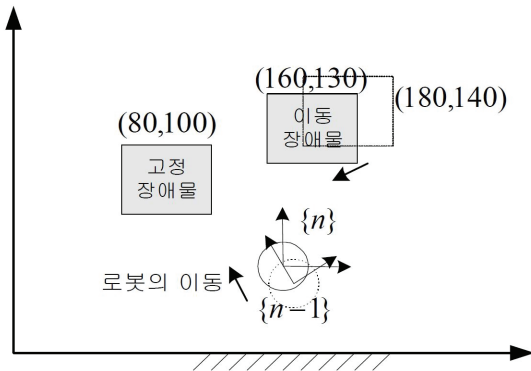 (160,130)
(180,140)
이동
장애물
(80,100)
고정
장애물
{n}
로봇의 이동
{n−1}